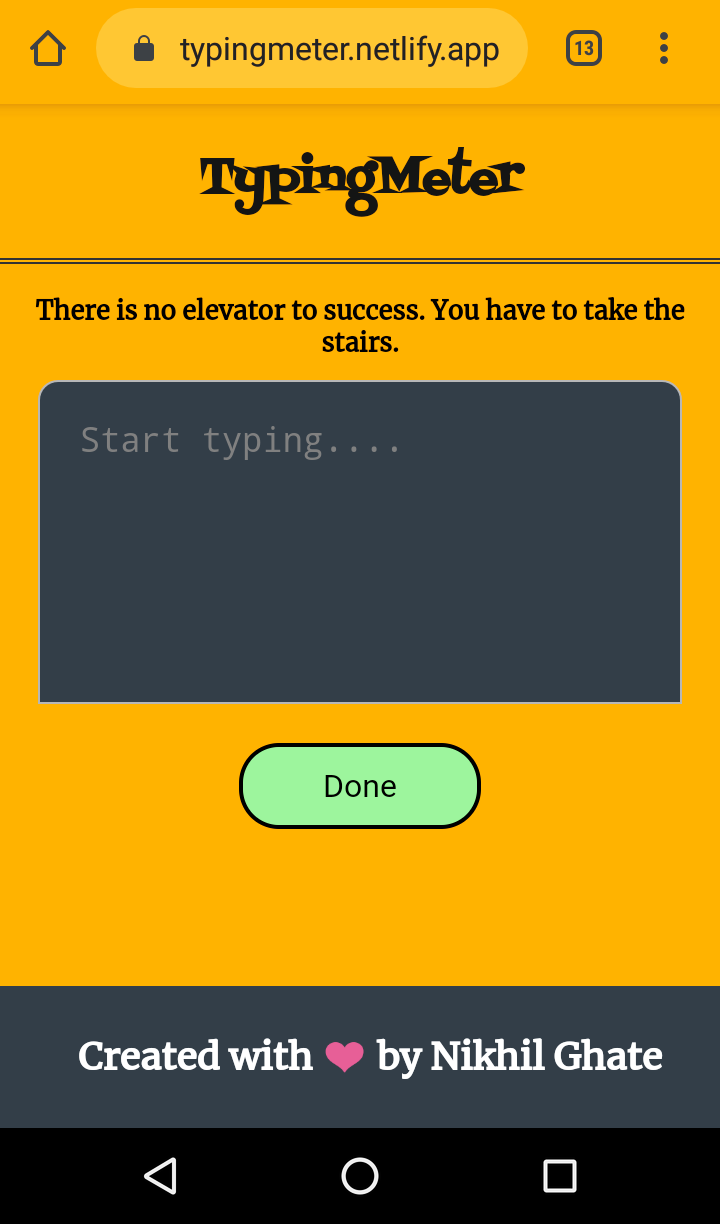 typingmeter.netlify.app
13
TypingMeter
There is no elevator to success. You have to take the
stairs.
Start typing....
Done
Created with ❤ by Nikhil Ghate